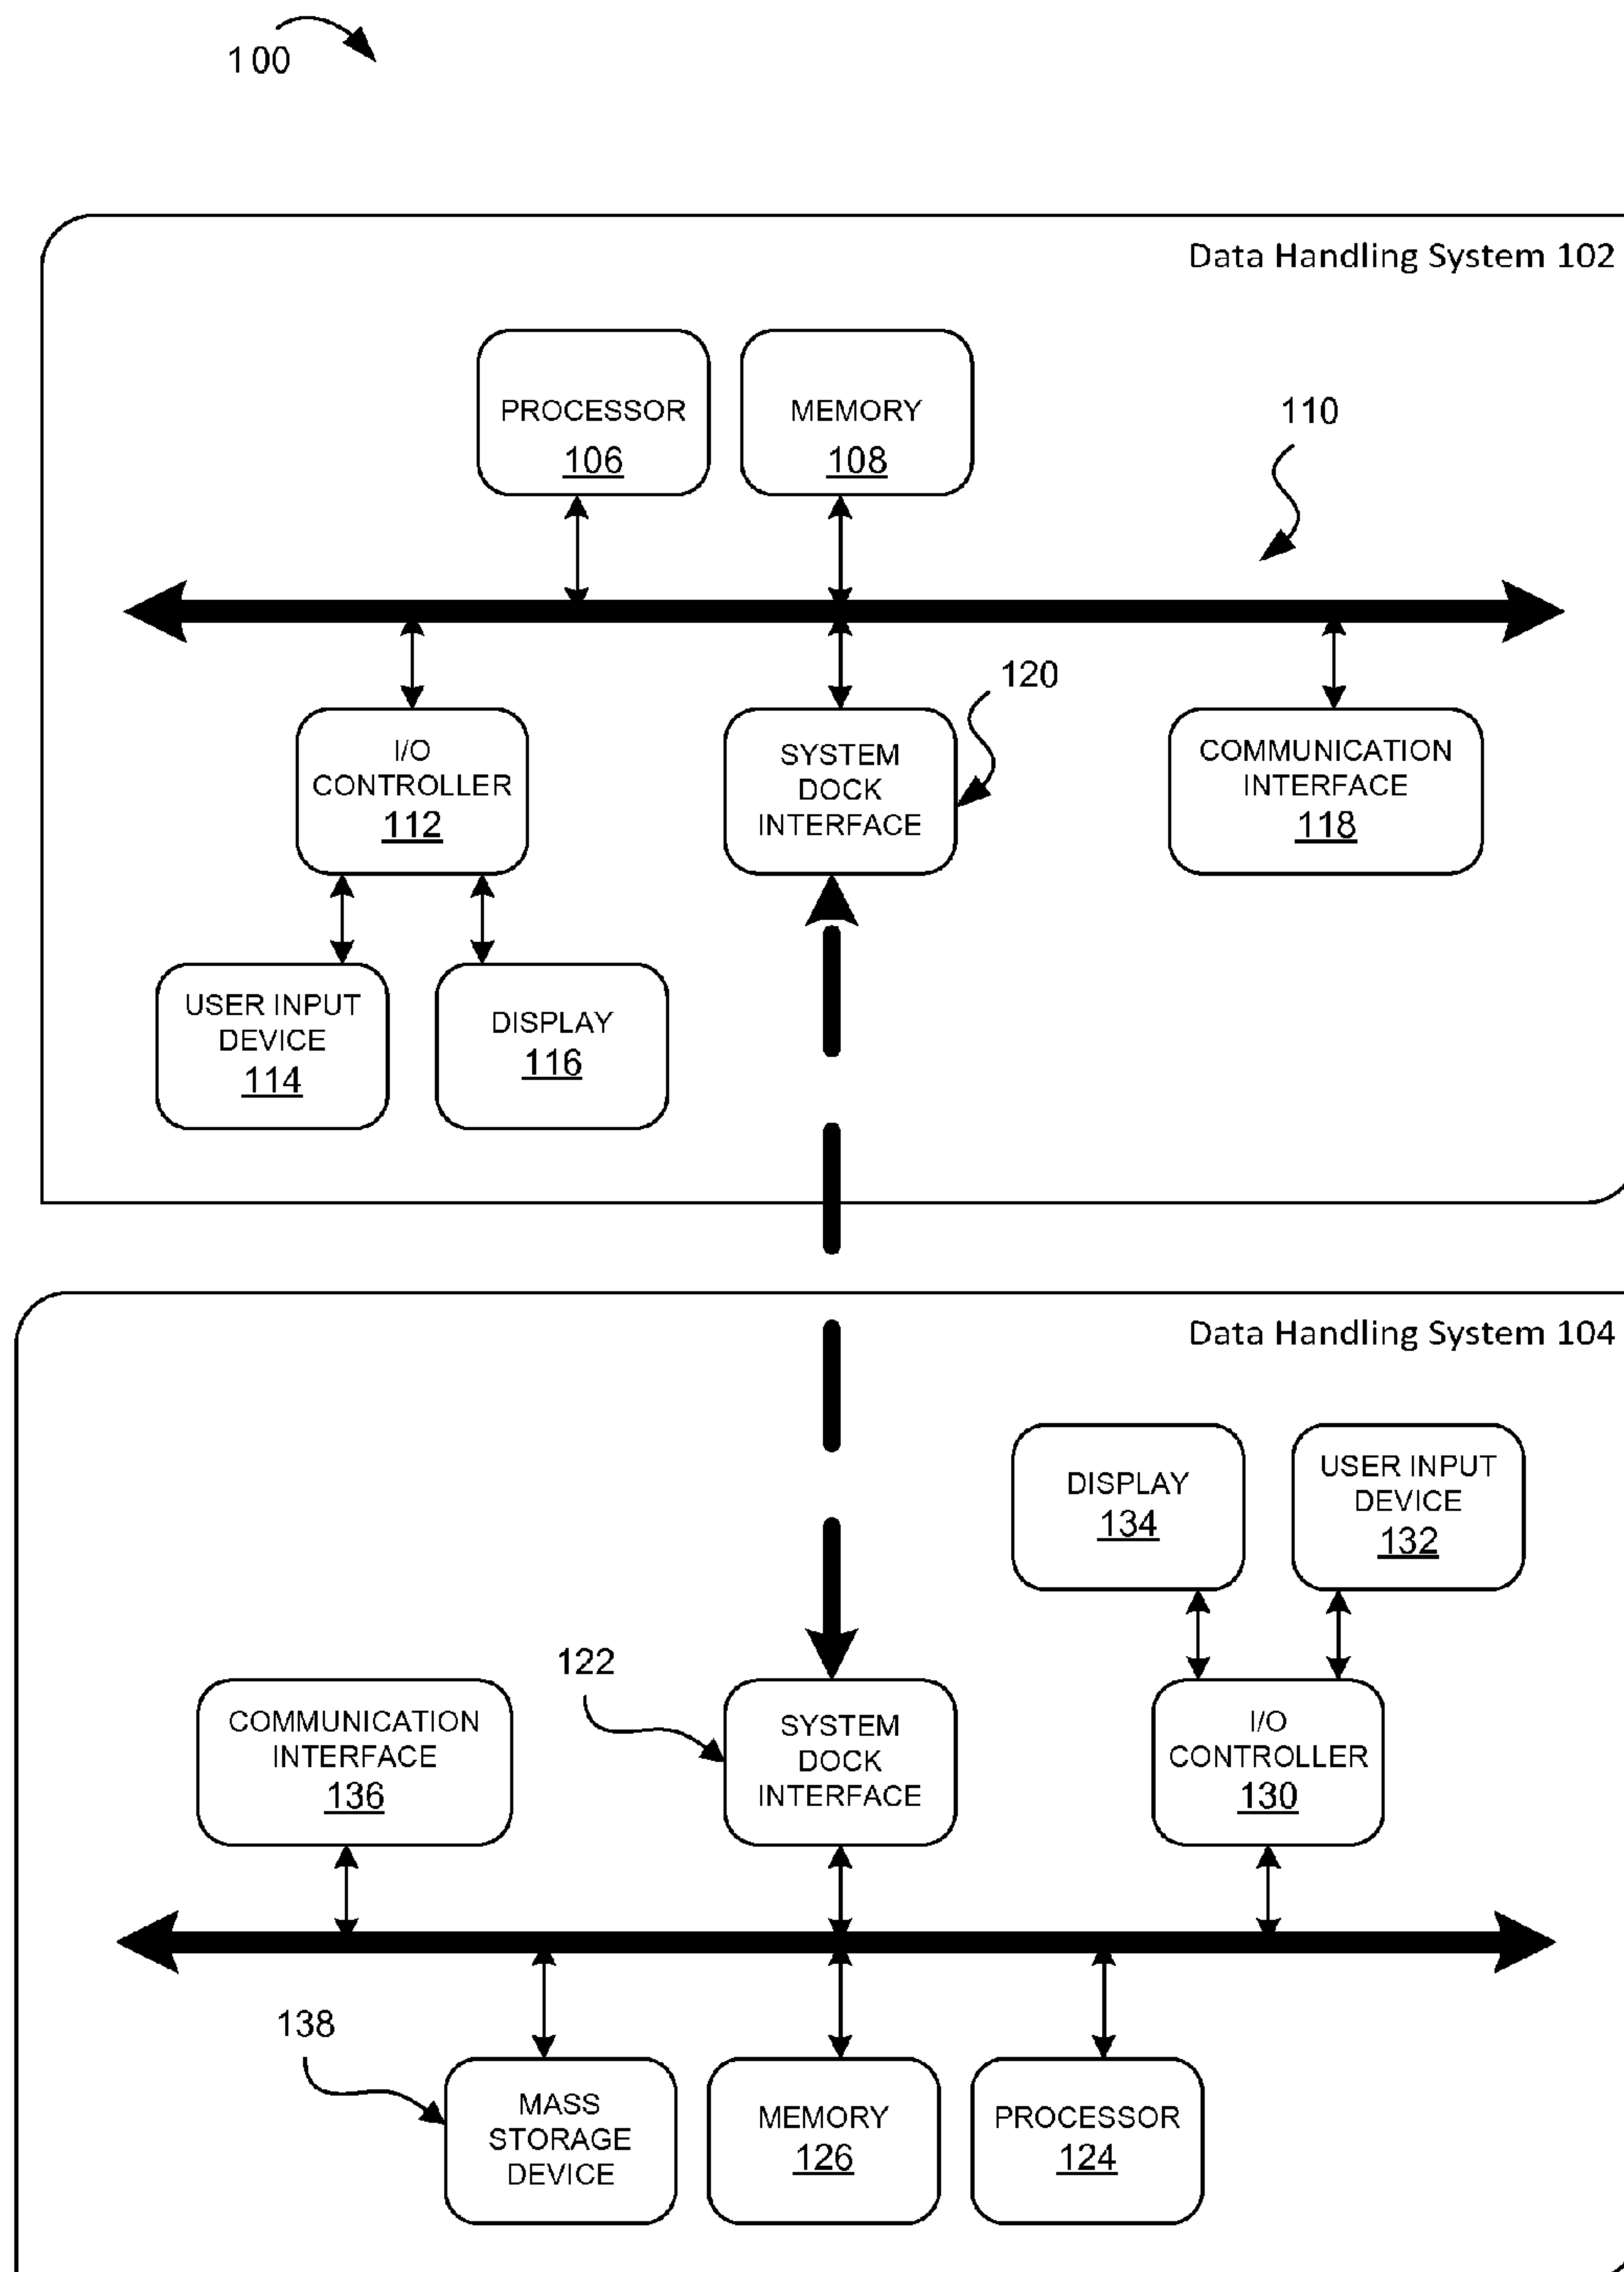 100
Data Handling System 102
PROCESSOR
106
MEMORY
108
110
I/O
CONTROLLER
112
SYSTEM
DOCK
INTERFACE
120
COMMUNICATION
INTERFACE
118
USER INPUT
DEVICE
114
DISPLAY
116
Data Handling System 104
DISPLAY
134
USER INPUT
DEVICE
132
COMMUNICATION
INTERFACE
136
122
SYSTEM
DOCK
INTERFACE
I/O
CONTROLLER
130
138
MASS
STORAGE
DEVICE
MEMORY
126
PROCESSOR
124